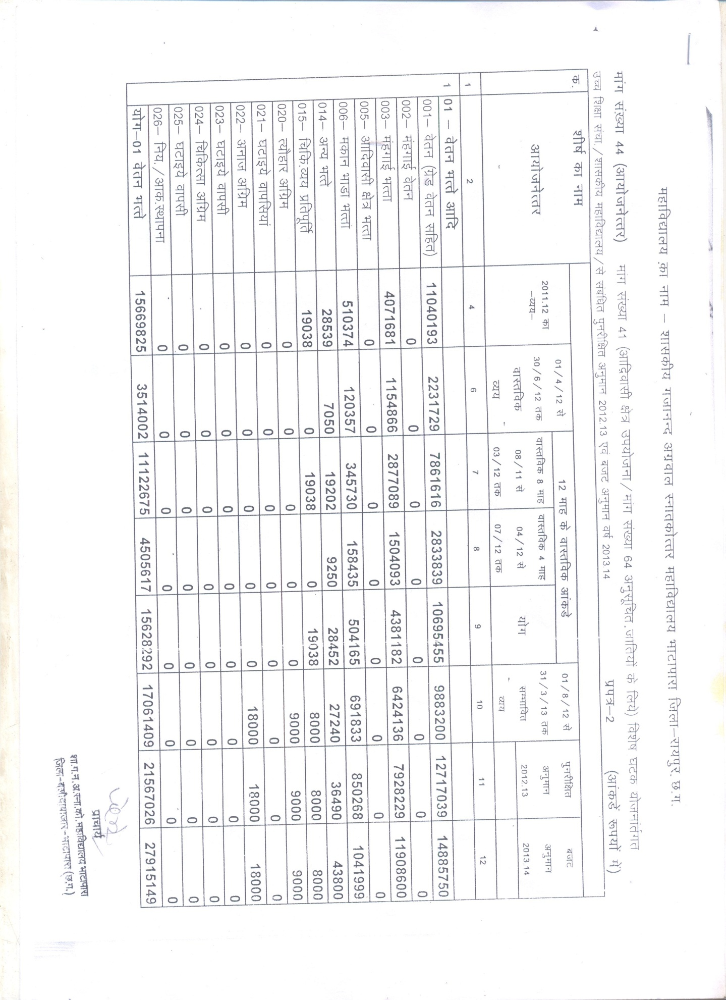 महाविद्यालय का नाम – शासकीय गजानन्द अग्रवाल स्नातकोत्तर महाविद्यालय भाटापारा जिला–रायपुर छ.ग.
मांग संख्या 44 (आयोजनेत्तर) मांग संख्या 41 (आदिवासी क्षेत्र उपयोजना/मांग संख्या 64 अनुसूचित जातियों के लिये) विशेष घटक योजनांर्तगत
प्रपत्र–2 (आंकडें रूपयों में)
उच्च शिक्षा संचा./शासकीय महाविद्यालय/से संबंधित पुनरीक्षित अनुमान 2012.13 एवं बजट अनुमान वर्ष 2013.14
क. शीर्ष का नाम
आयोजनेत्तर
2011.12 का –व्यय–
01/4/12 से 30/6/12 तक वास्तविक व्यय
12 माह के वास्तविक आंकडे
वास्तविक 8 माह 08/11 से 03/12 तक
वास्तविक 4 माह 04/12 से 07/12 तक
योग
01/8/12 से 31/3/13 तक सम्भावित व्यय
पुनरीक्षित अनुमान 2012.13
बजट अनुमान 2013.14
1 2 4 6 7 8 9 10 11 12
1 01 – वेतन भत्ते आदि
001– वेतन (ग्रेड वेतन सहित) 11040193 2231729 7861616 2833839 10695455 9883200 12717039 14885750
002– मंहगाई वेतन 0 0 0 0 0 0 0 0
003– मंहगाई भत्ता 4071681 1154866 2877089 1504093 4381182 6424136 7928229 11908600
005– आदिवासी क्षेत्र भत्ता 0 0 0 0 0 0 0 0
006– मकान भाडा भत्तां 510374 120357 345730 158435 504165 691833 850268 1041999
014– अन्य भत्ते 28539 7050 19202 9250 28452 27240 36490 43800
015– चिकि.व्यय प्रतिपूर्ति 19038 0 19038 0 19038 8000 8000 8000
020– त्यौहार अग्रिम 0 0 0 0 0 9000 9000 9000
021– घटाइये वापसियां 0 0 0 0 0 0 0 0
022– अनाज अग्रिम 0 0 0 0 0 18000 18000 18000
023– घटाइये वापसी 0 0 0 0 0 0 0 0
024– चिकित्सा अग्रिम 0 0 0 0 0 0 0 0
025– घटाइये वापसी 0 0 0 0 0 0 0 0
026– निय./आक.स्थापना 0 0 0 0 0 0 0 0
योग–01 वेतन भत्ते 15669825 3514002 11122675 4505617 15628292 17061409 21567026 27915149
प्राचार्य
शा.ग.न.अ.स्ना.को.महाविद्यालय भाटापारा
जिला-बलौदाबाजार-भाटापारा (छ.ग.)